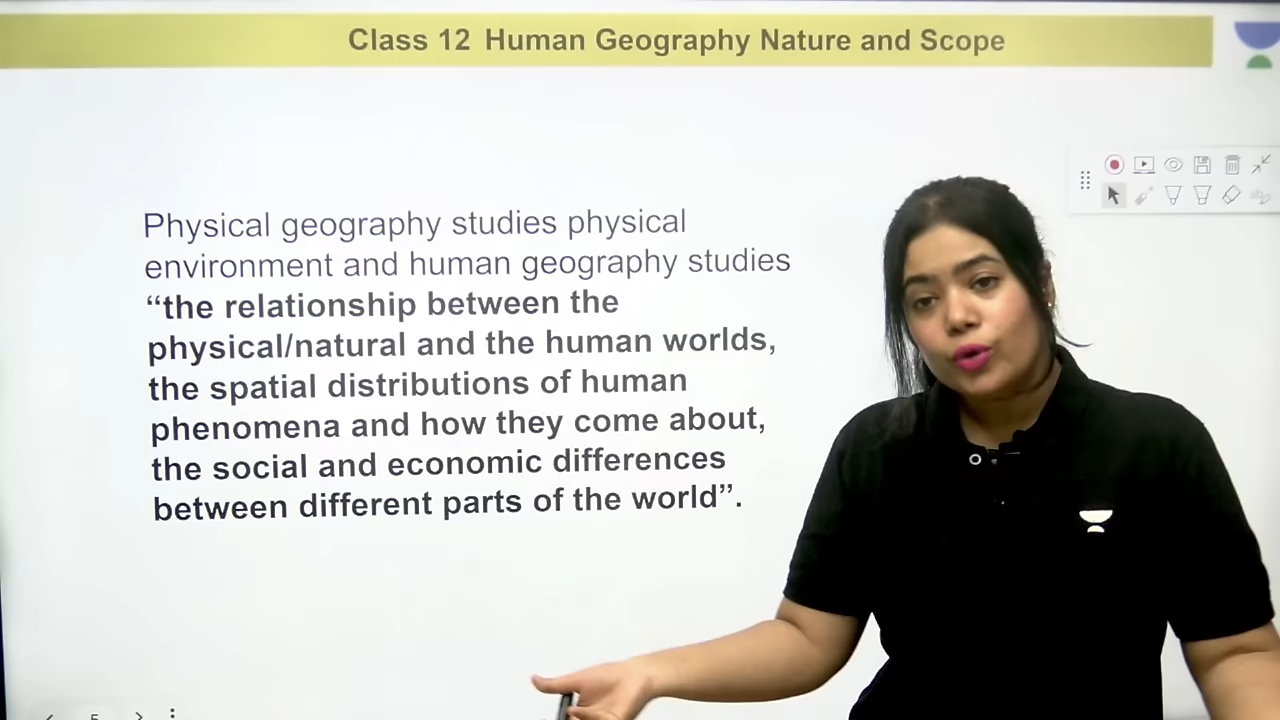 Class 12 Human Geography Nature and Scope
Physical geography studies physical
environment and human geography studies
“the relationship between the
physical/natural and the human worlds,
the spatial distributions of human
phenomena and how they come about,
the social and economic differences
between different parts of the world”.
5